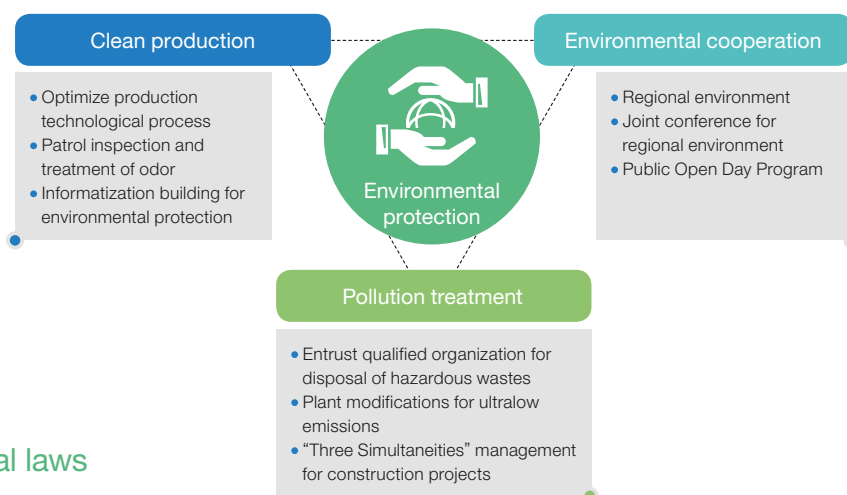 Clean production
• Optimize production
technological process
• Patrol inspection and
treatment of odor
• Informatization building for
environmental protection
Environmental
protection
Environmental cooperation
• Regional environment
• Joint conference for
regional environment
• Public Open Day Program
Pollution treatment
• Entrust qualified organization for
disposal of hazardous wastes
• Plant modifications for ultralow
emissions
• “Three Simultaneities” management
for construction projects
al laws